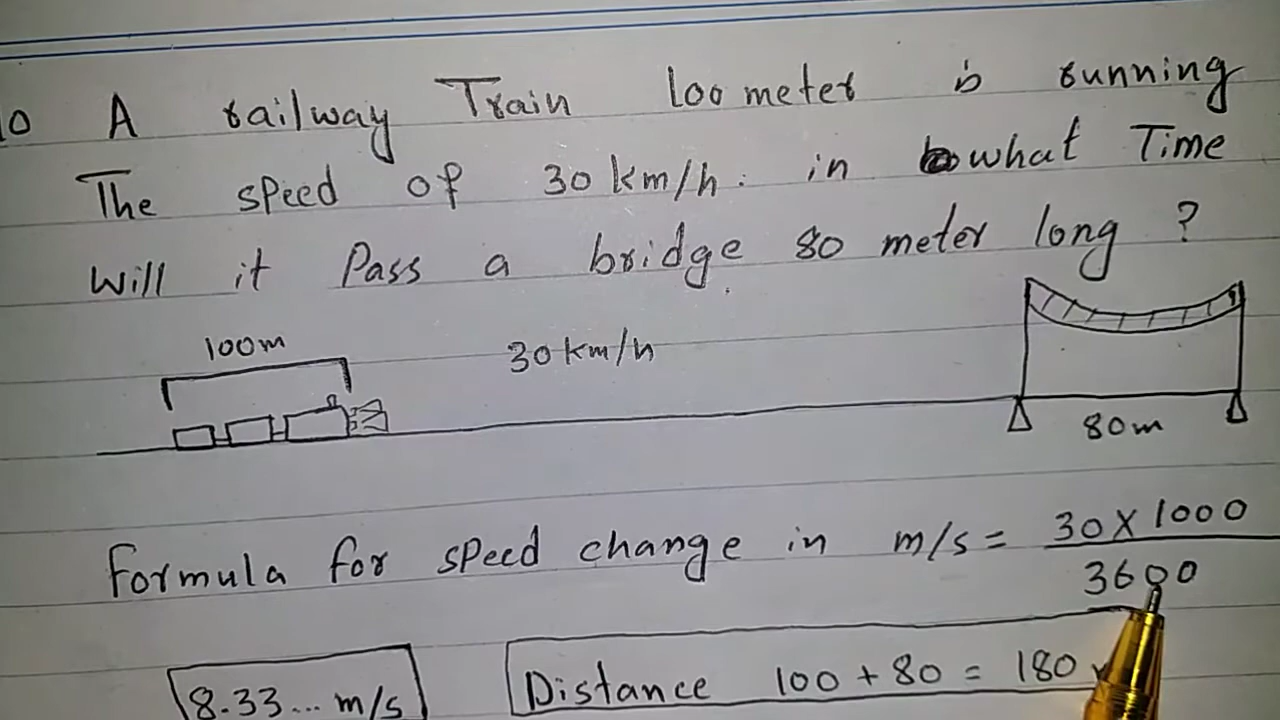 10 A railway Train 100 meter is running
The speed of 30 km/h. in what Time
Will it Pass a bridge 80 meter long ?
100m
30 km/h
80m
Formula for speed change in m/s = 30 X 1000
3600
8.33... m/s
Distance 100 + 80 = 180